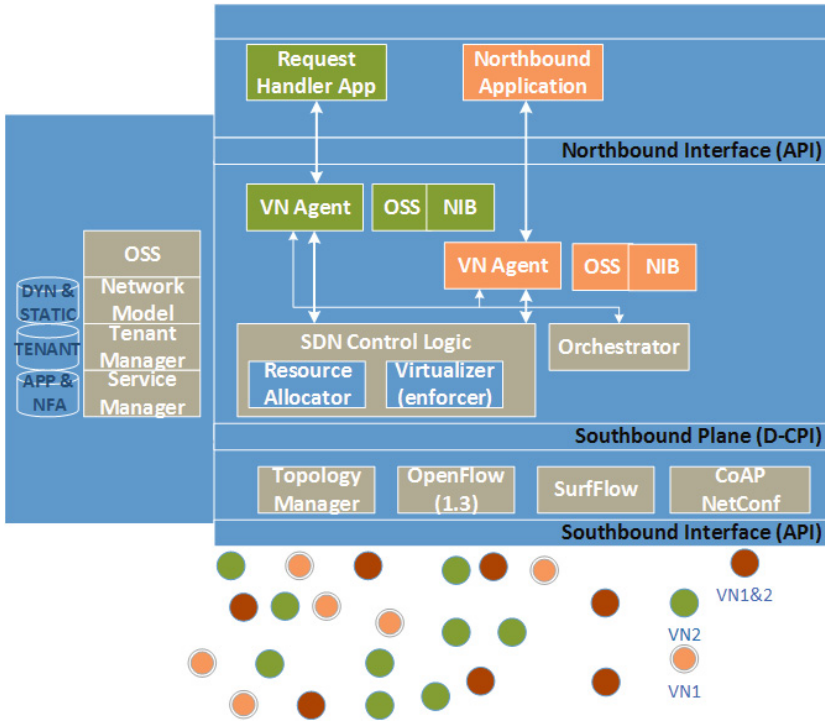 Request
Handler App
Northbound
Application
Northbound Interface (API)
VN Agent
OSS
NIB
VN Agent
OSS
NIB
OSS
DYN &
STATIC
Network
Model
TENANT
Tenant
Manager
APP &
NFA
Service
Manager
SDN Control Logic
Resource
Allocator
Virtualizer
(enforcer)
Orchestrator
Southbound Plane (D-CPI)
Topology
Manager
OpenFlow
(1.3)
SurfFlow
CoAP
NetConf
Southbound Interface (API)
VN1&2
VN2
VN1